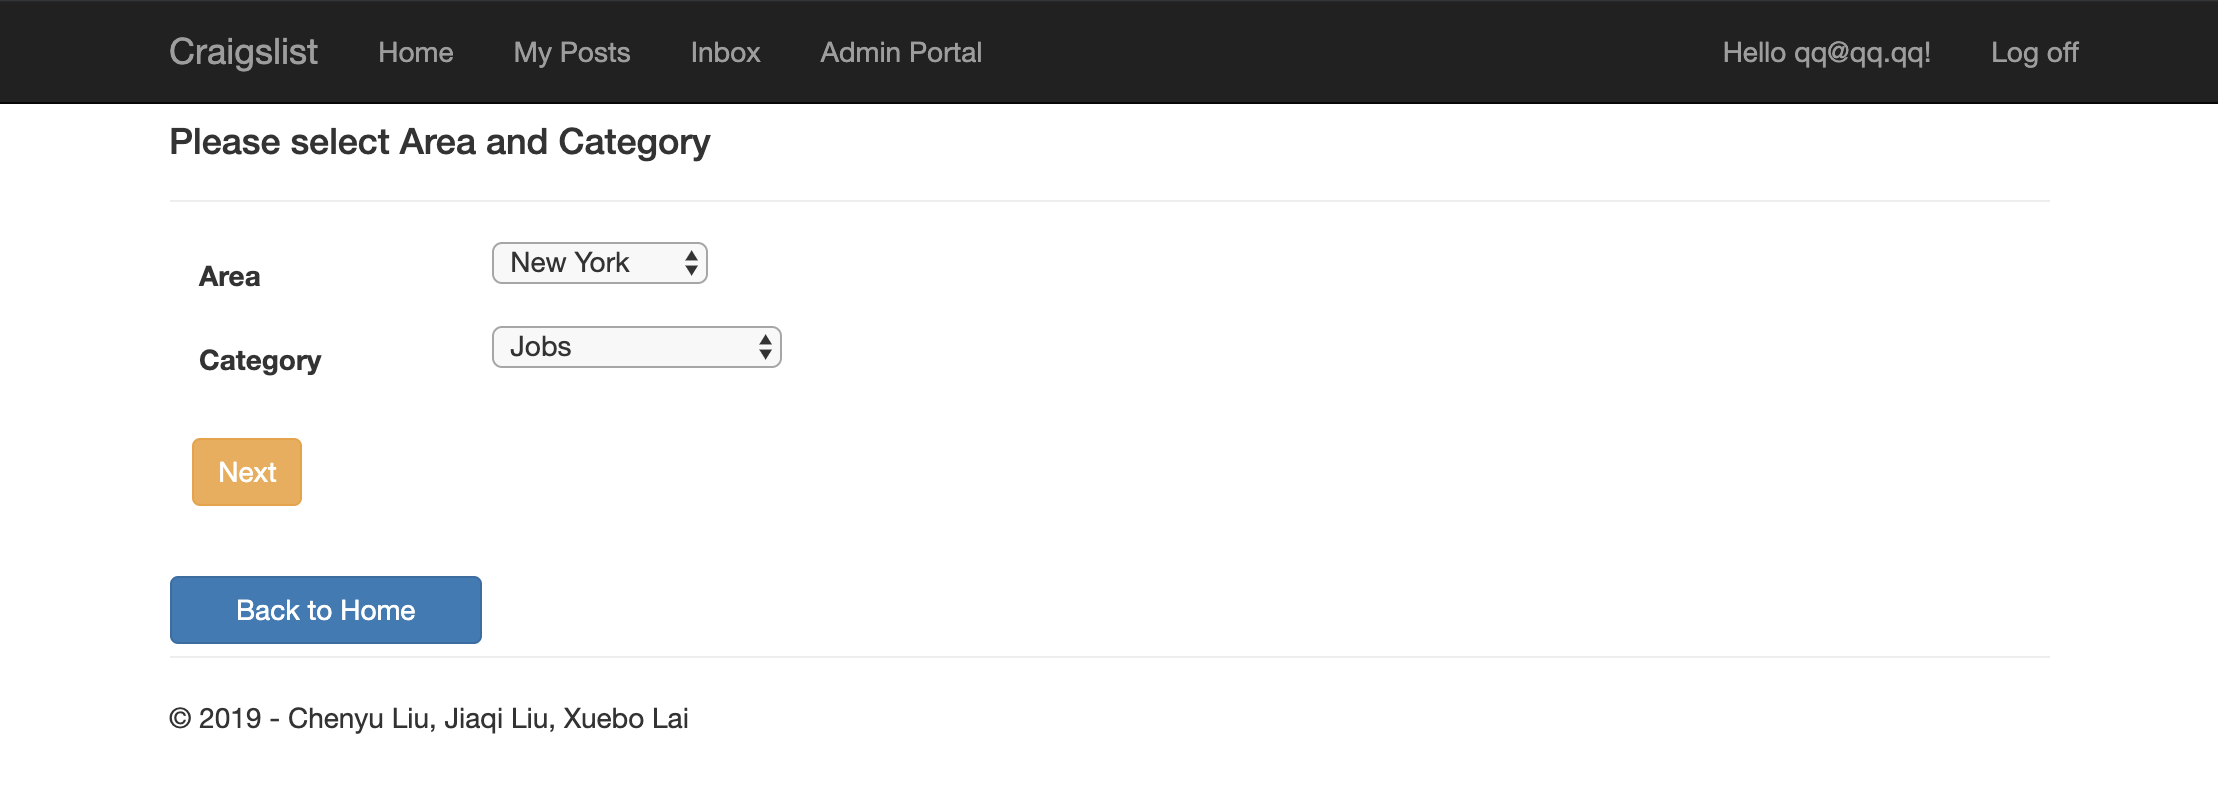 Craigslist Home My Posts Inbox Admin Portal Hello qq@qq.qq! Log off
Please select Area and Category
Area New York
Category Jobs
Next
Back to Home
© 2019 - Chenyu Liu, Jiaqi Liu, Xuebo Lai